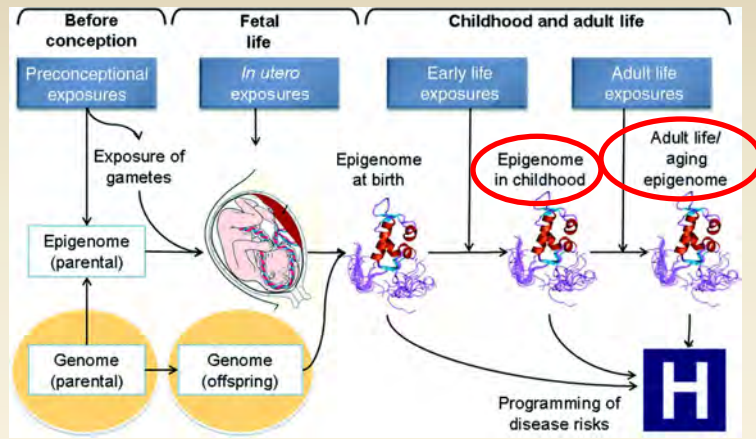 Before
conception
Fetal
life
Childhood and adult life
Preconceptional
exposures
In utero
exposures
Early life
exposures
Adult life
exposures
Exposure of
gametes
Epigenome
at birth
Epigenome
in childhood
Adult life/
aging
epigenome
Epigenome
(parental)
Genome
(parental)
Genome
(offspring)
Programming of
disease risks
H